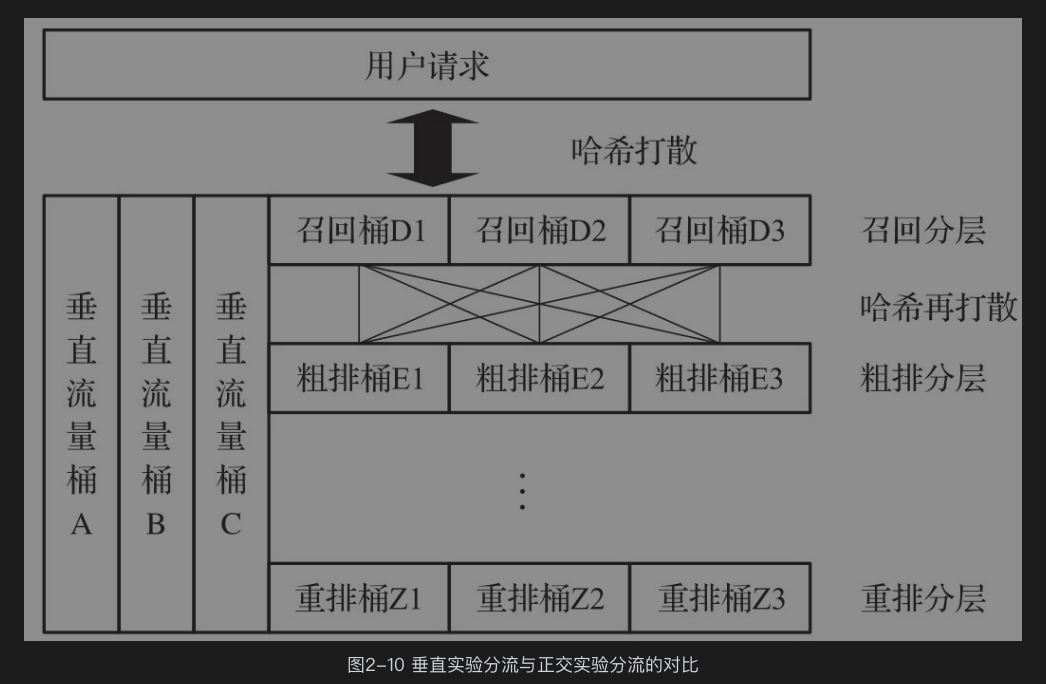 用户请求
哈希打散
召回桶D1 召回桶D2 召回桶D3 召回分层
哈希再打散
粗排桶E1 粗排桶E2 粗排桶E3 粗排分层
垂直流量桶A
垂直流量桶B
垂直流量桶C
⋮
重排桶Z1 重排桶Z2 重排桶Z3 重排分层
图2-10 垂直实验分流与正交实验分流的对比